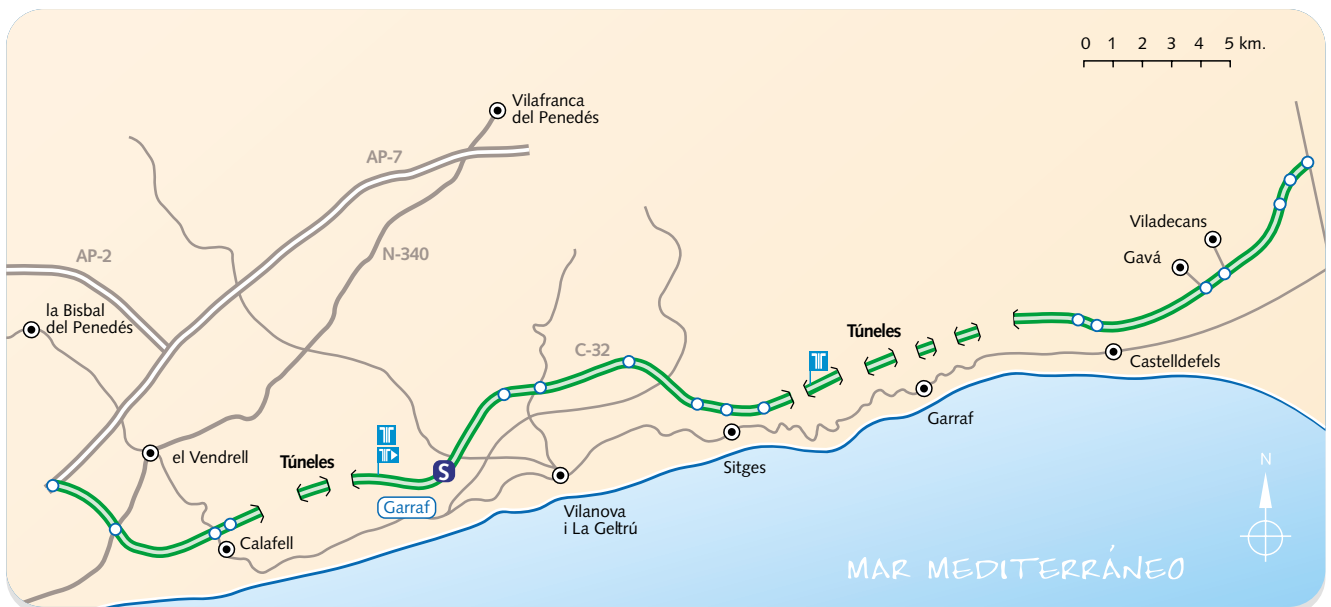 0 1 2 3 4 5 km.
Vilafranca
del Penedés
AP-7
Viladecans
N-340
Gavá
AP-2
la Bisbal
del Penedés
Túneles
C-32
T
Castelldefels
Garraf
T
T
el Vendrell
Túneles
S
Sitges
Garraf
N
Vilanova
i La Geltrú
Calafell
MAR MEDITERRÁNEO